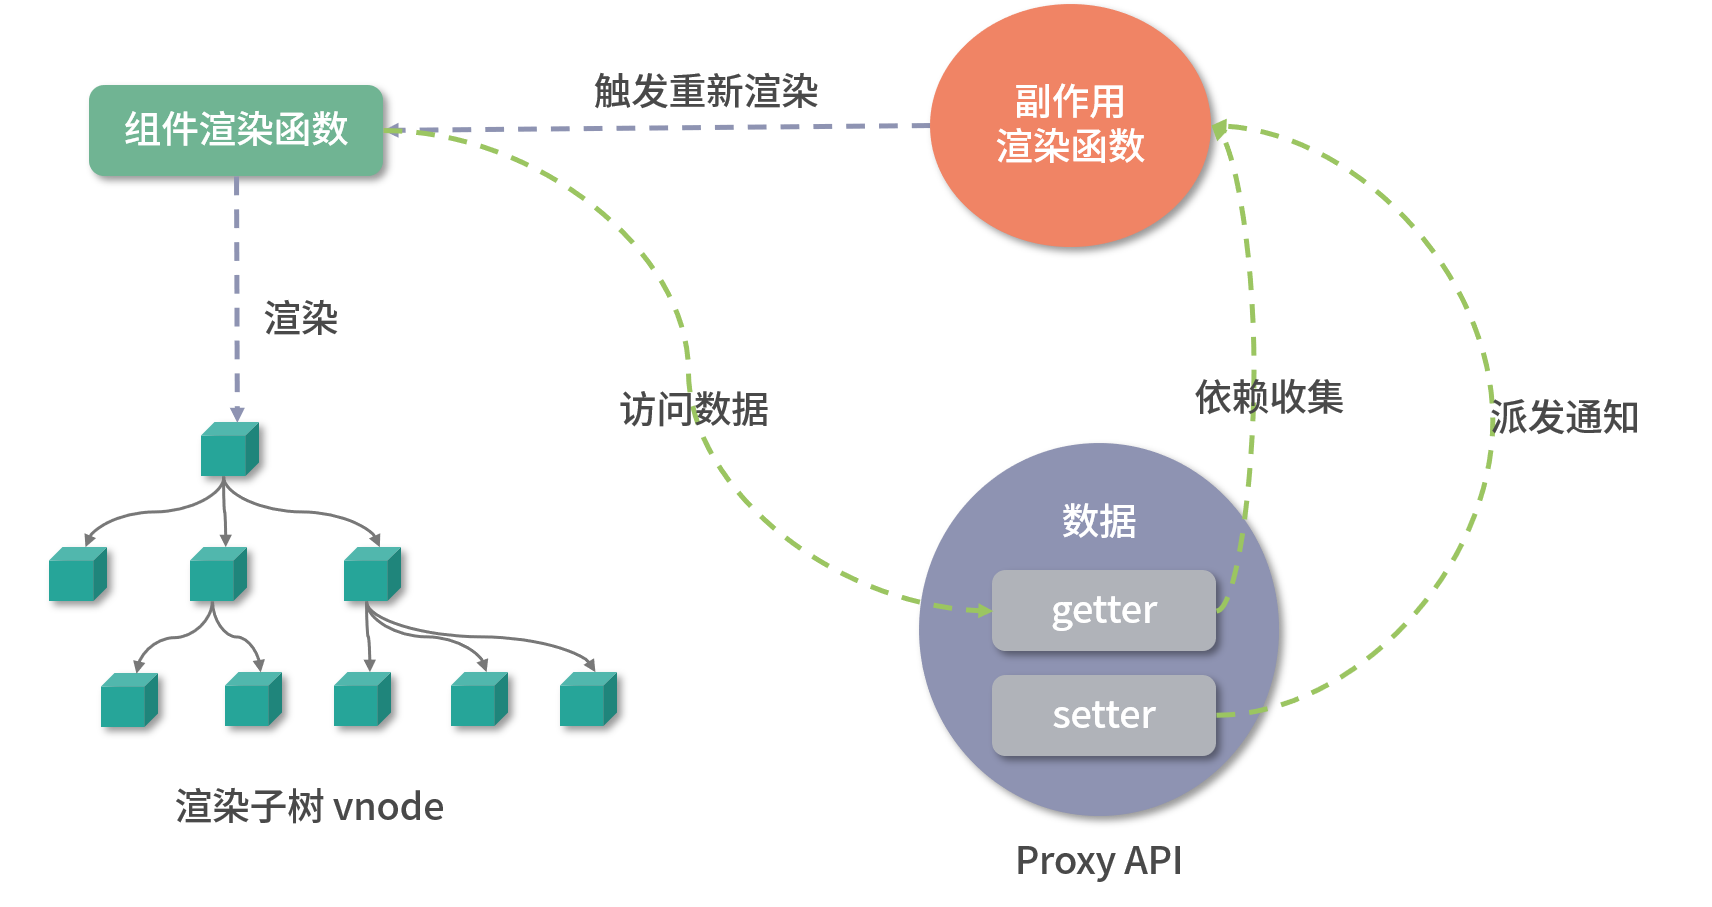 触发重新渲染
组件渲染函数
副作用
渲染函数
渲染
访问数据
依赖收集
派发通知
数据
getter
setter
渲染子树 vnode
Proxy API